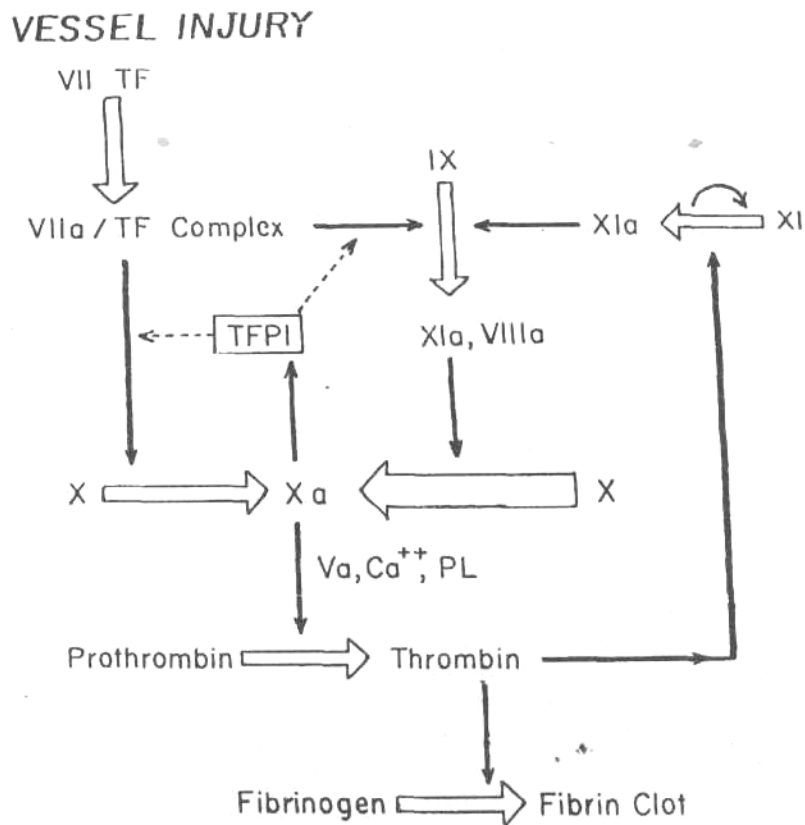 VESSEL INJURY
VII TF
IX
VIIa / TF Complex
XIa
XI
TFPI
XIa, VIIIa
X
Xa
X
Va, Ca++, PL
Prothrombin
Thrombin
Fibrinogen
Fibrin Clot